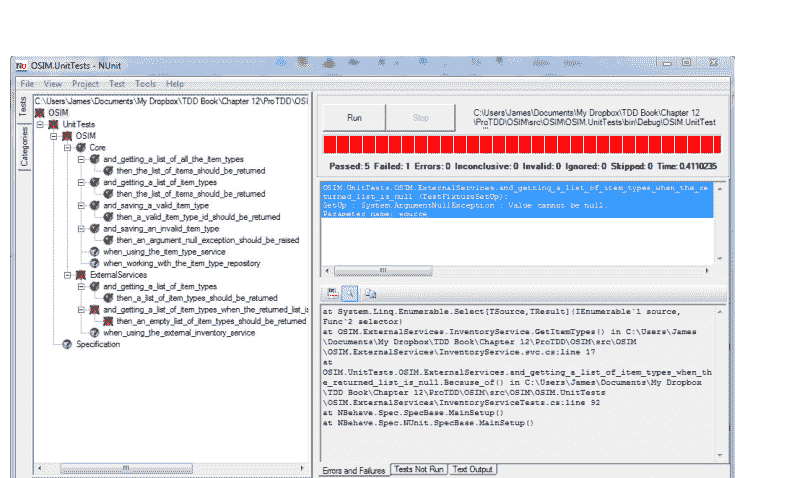 OSIM.UnitTests - NUnit
File View Project Test Tools Help
Tests
Categories
C:\Users\James\Documents\My Dropbox\TDD Book\Chapter 12\ProTDD\OSI
OSIM
UnitTests
OSIM
Core
and_getting_a_list_of_all_the_item_types
then_the_list_of_items_should_be_returned
and_getting_a_list_of_item_types
then_the_list_of_items_should_be_returned
and_saving_a_valid_item_type
then_a_valid_item_type_id_should_be_returned
and_saving_an_invalid_item_type
then_an_argument_null_exception_should_be_raised
when_using_the_item_type_service
when_working_with_the_item_type_repository
ExternalServices
and_getting_a_list_of_item_types
then_a_list_of_item_types_should_be_returned
and_getting_a_list_of_item_types_when_the_returned_list_is
then_an_empty_list_of_item_types_should_be_returned
when_using_the_external_inventory_service
Specification
Run
Stop
C:\Users\James\Documents\My Dropbox\TDD Book\Chapter 12
\ProTDD\OSIM\src\OSIM\OSIM.UnitTests\bin\Debug\OSIM.UnitTest
Passed: 5 Failed: 1 Errors: 0 Inconclusive: 0 Invalid: 0 Ignored: 0 Skipped: 0 Time: 0.4110235
OSIM.UnitTests.OSIM.ExternalServices.and_getting_a_list_of_item_types_when_the_re
turned_list_is_null (TestFixtureSetUp):
SetUp : System.ArgumentNullException : Value cannot be null.
Parameter name: source
at System.Linq.Enumerable.Select[TSource,TResult](IEnumerable`1 source,
Func`2 selector)
at OSIM.ExternalServices.InventoryService.GetItemTypes() in C:\Users\James
\Documents\My Dropbox\TDD Book\Chapter 12\ProTDD\OSIM\src\OSIM
\OSIM.ExternalServices\InventoryService.svc.cs:line 17
at
OSIM.UnitTests.OSIM.ExternalServices.and_getting_a_list_of_item_types_when_th
e_returned_list_is_null.Because_of() in C:\Users\James\Documents\My Dropbox
\TDD Book\Chapter 12\ProTDD\OSIM\src\OSIM\OSIM.UnitTests
\OSIM.ExternalServices\InventoryServiceTests.cs:line 92
at NBehave.Spec.SpecBase.MainSetup()
at NBehave.Spec.NUnit.SpecBase.MainSetup()
Errors and Failures Tests Not Run Text Output